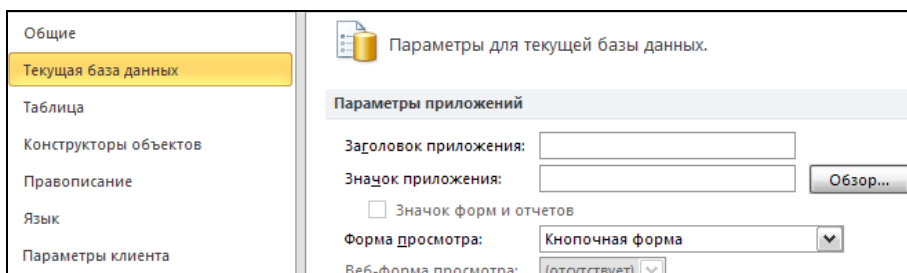 Общие
Текущая база данных
Таблица
Конструкторы объектов
Правописание
Язык
Параметры клиента
Параметры для текущей базы данных.
Параметры приложений
Заголовок приложения:
Значок приложения: Обзор...
Значок форм и отчетов
Форма просмотра: Кнопочная форма
Веб-форма просмотра: (отсутствует)